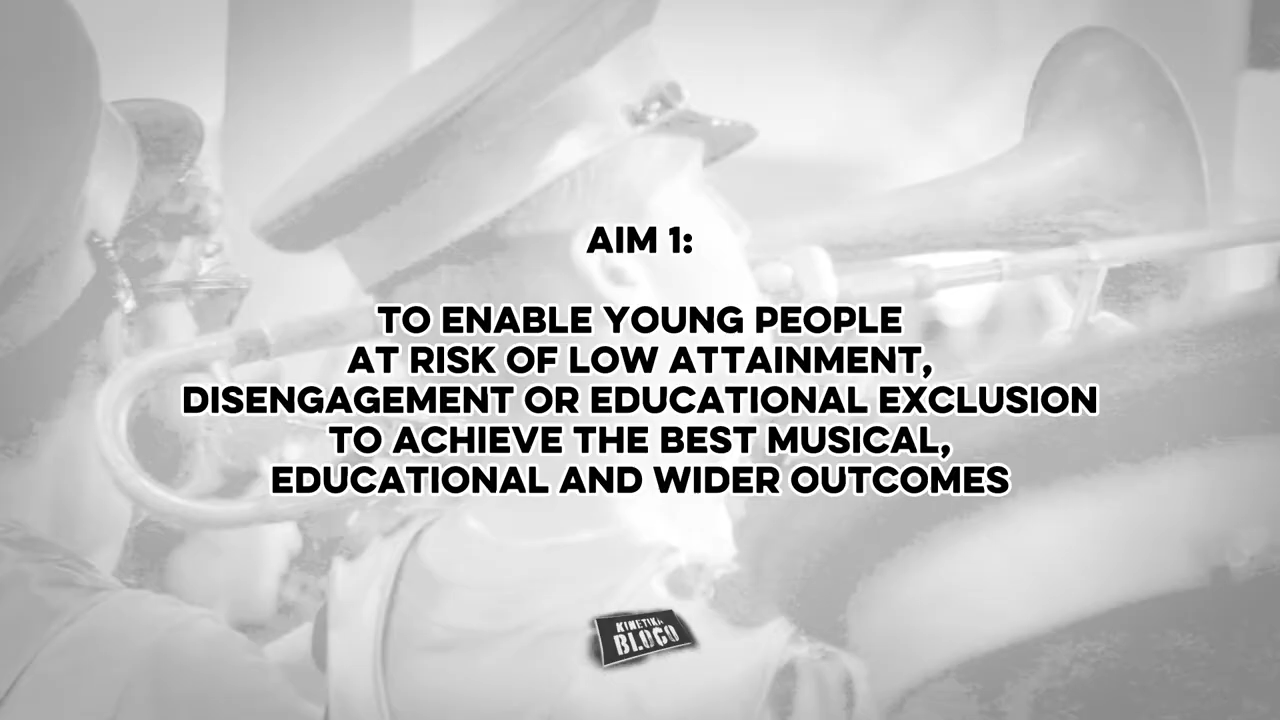 AIM 1:
TO ENABLE YOUNG PEOPLE
AT RISK OF LOW ATTAINMENT,
DISENGAGEMENT OR EDUCATIONAL EXCLUSION
TO ACHIEVE THE BEST MUSICAL,
EDUCATIONAL AND WIDER OUTCOMES
KINETIKA
BLOCO